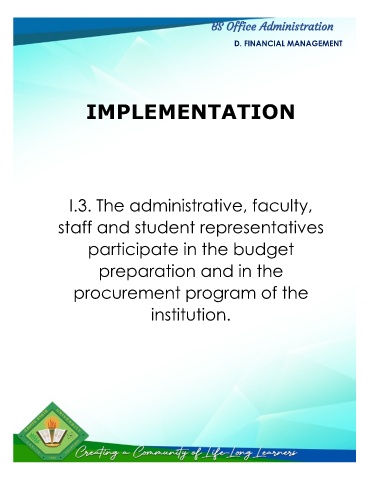 BS Office Administration
D. FINANCIAL MANAGEMENT
IMPLEMENTATION
I.3. The administrative, faculty,
staff and student representatives
participate in the budget
preparation and in the
procurement program of the
institution.
Creating a Community of Life-Long Learners